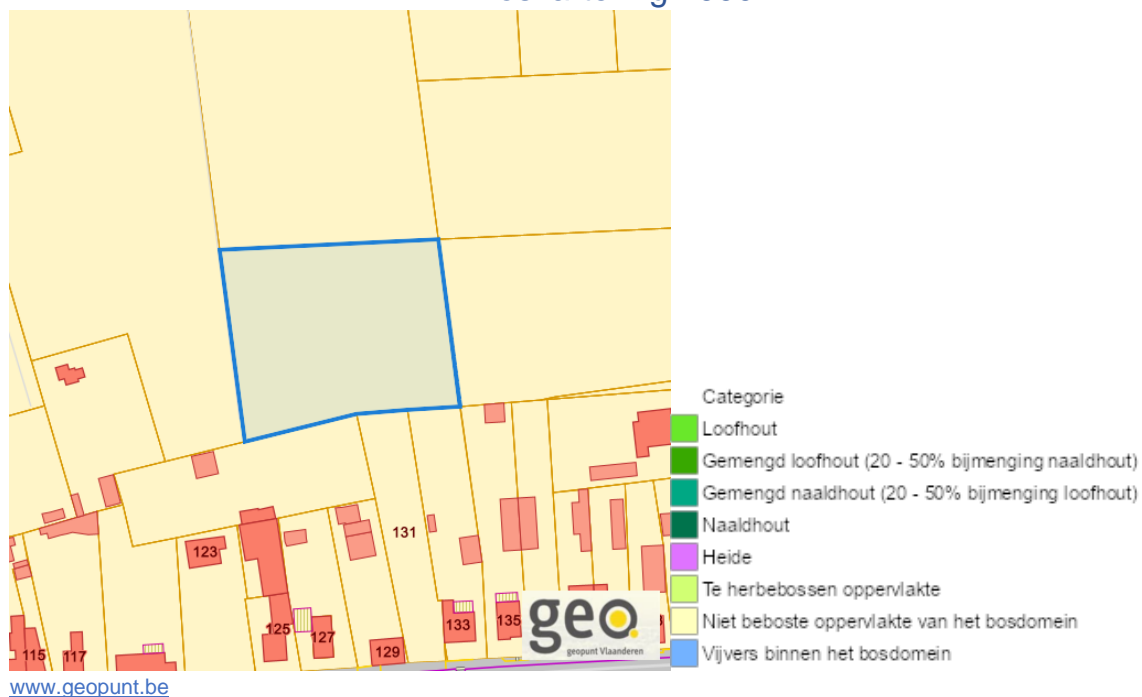 Categorie
Loofhout
Gemengd loofhout (20 - 50% bijmenging naaldhout)
Gemengd naaldhout (20 - 50% bijmenging loofhout)
Naaldhout
Heide
Te herbebossen oppervlakte
Niet beboste oppervlakte van het bosdomein
Vijvers binnen het bosdomein
131
123
125
127
133
135
115
117
129
geo
geopunt Vlaanderen
www.geopunt.be